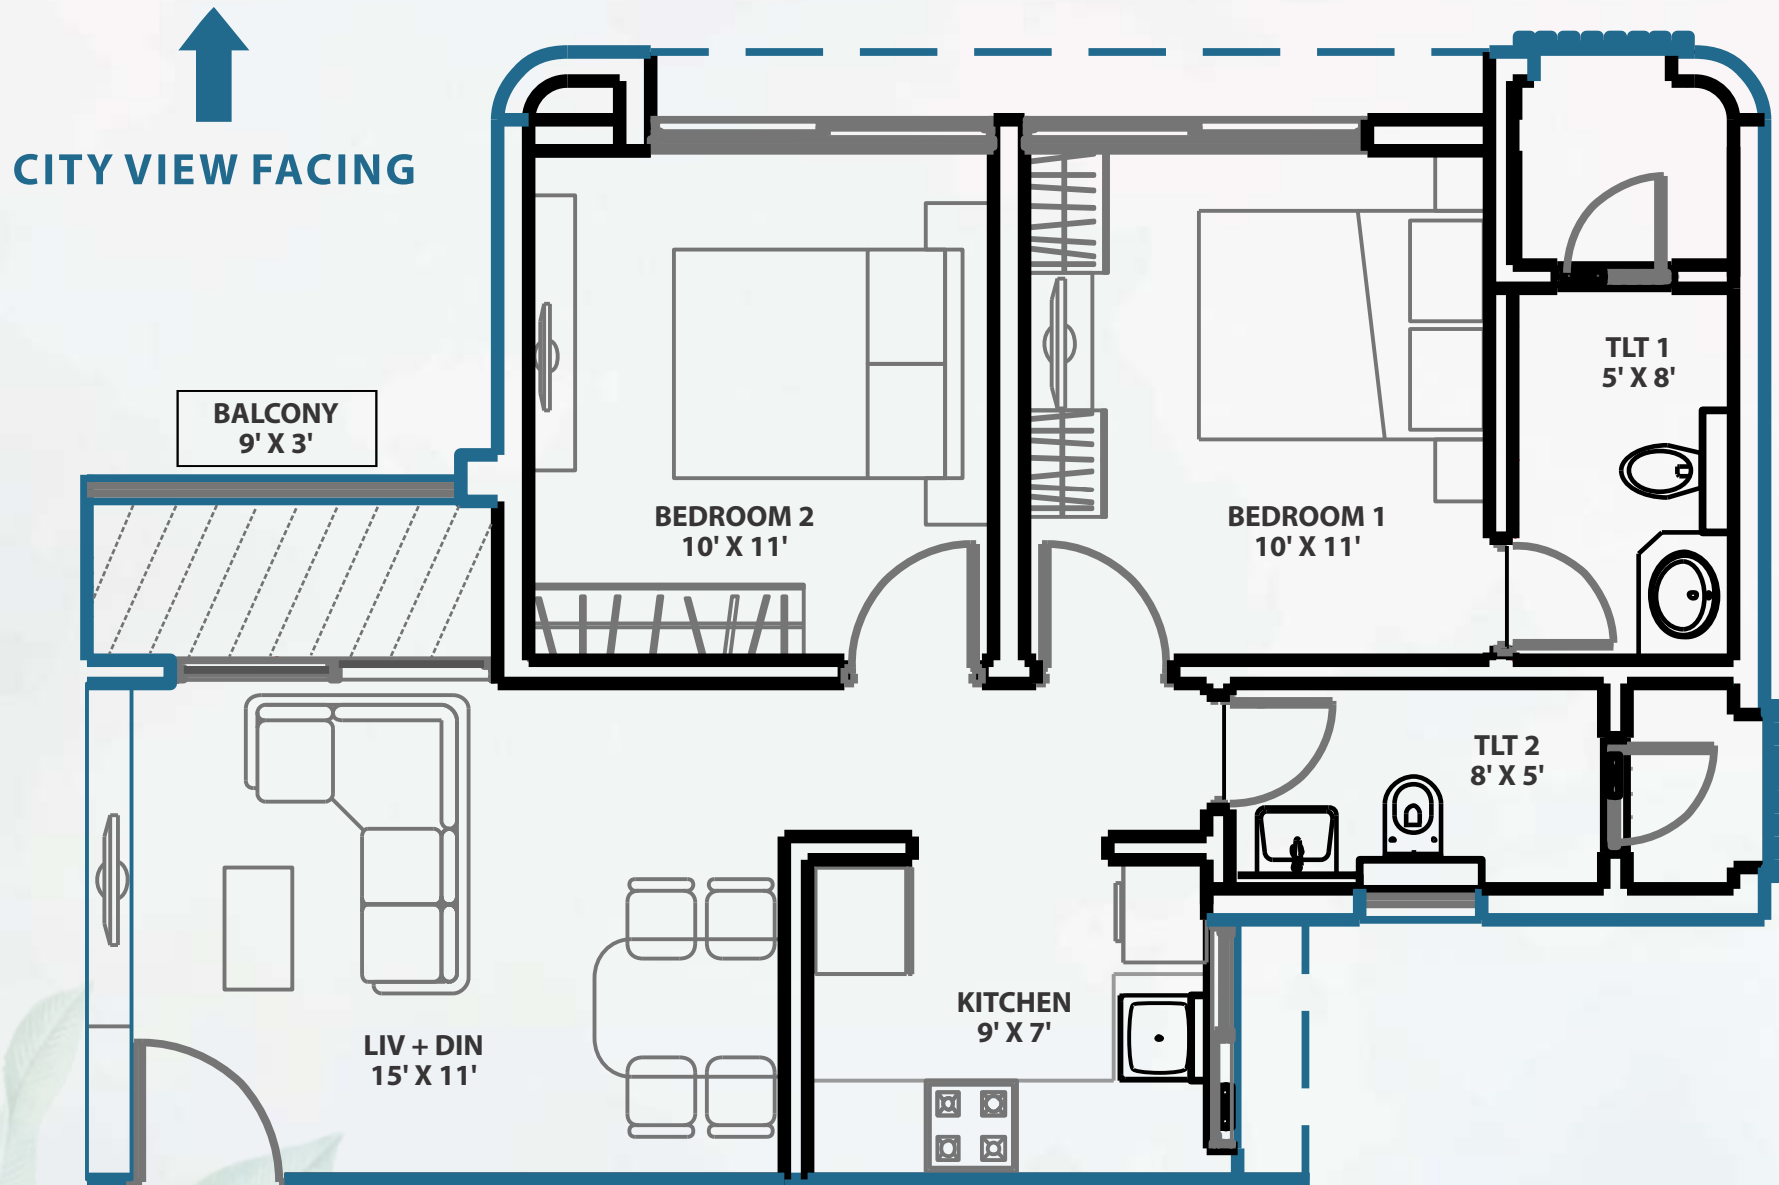 CITY VIEW FACING
BALCONY
9' X 3'
BEDROOM 2
10' X 11'
BEDROOM 1
10' X 11'
TLT 1
5' X 8'
TLT 2
8' X 5'
LIV + DIN
15' X 11'
KITCHEN
9' X 7'